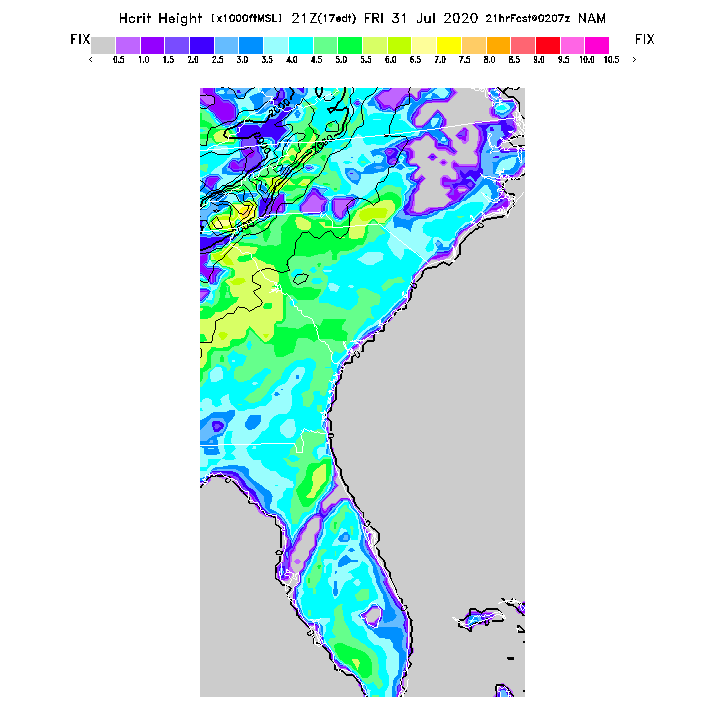 Hcrit Height [x1000ftMSL] 21Z(17edt) FRI 31 Jul 2020 21hrFcst@0207z NAM
FIX FIX
< 0.5 1.0 1.5 2.0 2.5 3.0 3.5 4.0 4.5 5.0 5.5 6.0 6.5 7.0 7.5 8.0 8.5 9.0 9.5 10.0 10.5 >